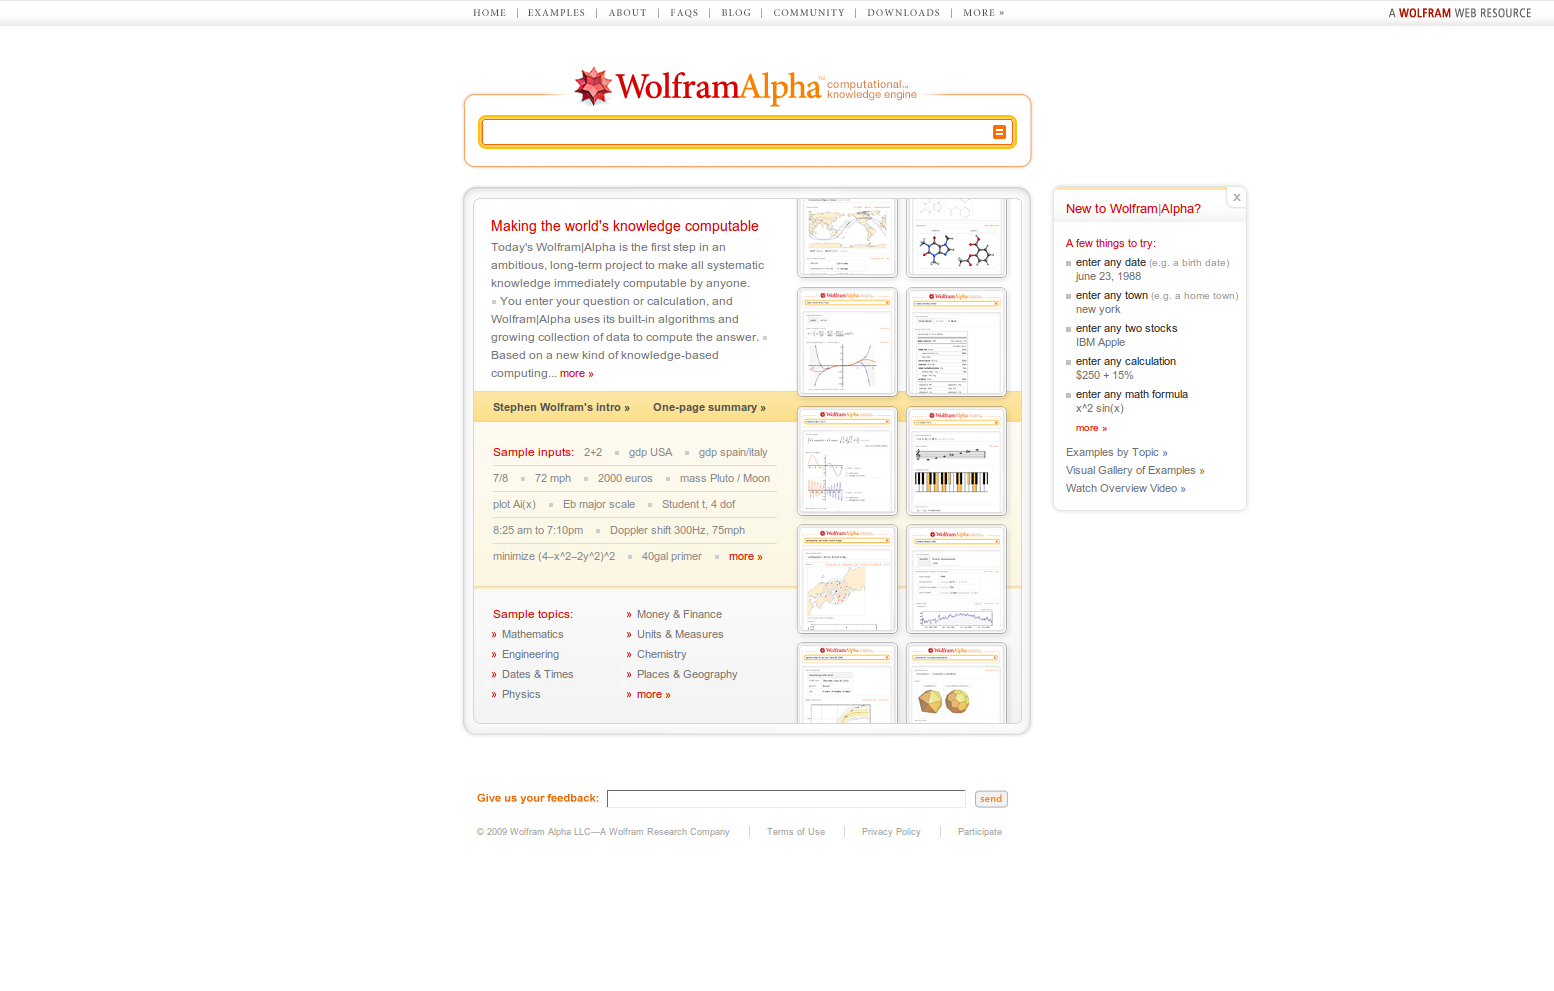 HOME | EXAMPLES | ABOUT | FAQS | BLOG | COMMUNITY | DOWNLOADS | MORE »
A WOLFRAM WEB RESOURCE
WolframAlpha™ computational...
knowledge engine
Making the world's knowledge computable
Today's Wolfram|Alpha is the first step in an
ambitious, long-term project to make all systematic
knowledge immediately computable by anyone.
You enter your question or calculation, and
Wolfram|Alpha uses its built-in algorithms and
growing collection of data to compute the answer.
Based on a new kind of knowledge-based
computing... more »
Stephen Wolfram's intro » One-page summary »
Sample inputs: 2+2 gdp USA gdp spain/italy
7/8 72 mph 2000 euros mass Pluto / Moon
plot Ai(x) Eb major scale Student t, 4 dof
8:25 am to 7:10pm Doppler shift 300Hz, 75mph
minimize (4–x^2–2y^2)^2 40gal primer more »
Sample topics:
» Mathematics
» Engineering
» Dates & Times
» Physics
» Money & Finance
» Units & Measures
» Chemistry
» Places & Geography
» more »
WolframAlpha
WolframAlpha
WolframAlpha
WolframAlpha
WolframAlpha
WolframAlpha
WolframAlpha
WolframAlpha
New to Wolfram|Alpha? x
A few things to try:
enter any date (e.g. a birth date)
june 23, 1988
enter any town (e.g. a home town)
new york
enter any two stocks
IBM Apple
enter any calculation
$250 + 15%
enter any math formula
x^2 sin(x)
more »
Examples by Topic »
Visual Gallery of Examples »
Watch Overview Video »
Give us your feedback: send
© 2009 Wolfram Alpha LLC—A Wolfram Research Company | Terms of Use | Privacy Policy | Participate